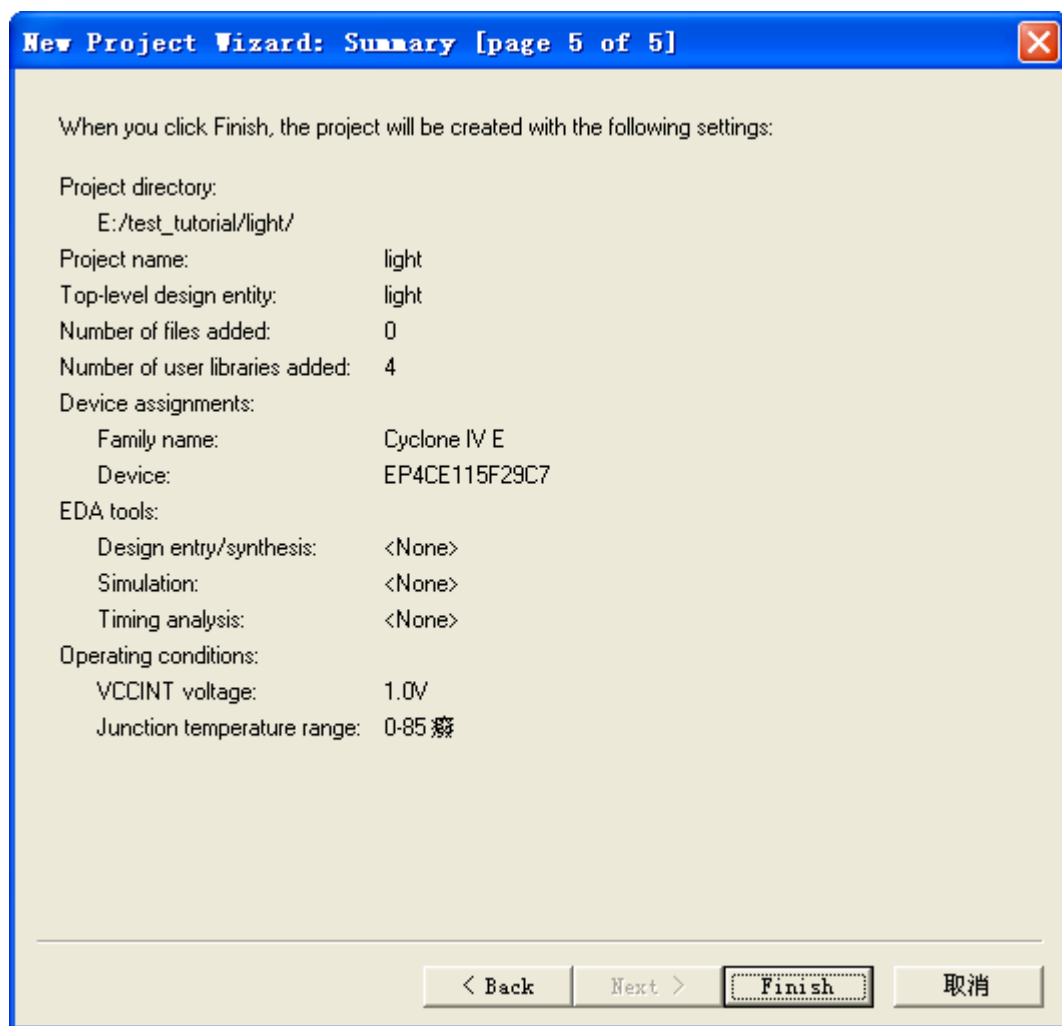 New Project Wizard: Summary [page 5 of 5]
When you click Finish, the project will be created with the following settings:
Project directory:
E:/test_tutorial/light/
Project name: light
Top-level design entity: light
Number of files added: 0
Number of user libraries added: 4
Device assignments:
Family name: Cyclone IV E
Device: EP4CE115F29C7
EDA tools:
Design entry/synthesis: <None>
Simulation: <None>
Timing analysis: <None>
Operating conditions:
VCCINT voltage: 1.0V
Junction temperature range: 0-85 癈
< Back Next > Finish 取消